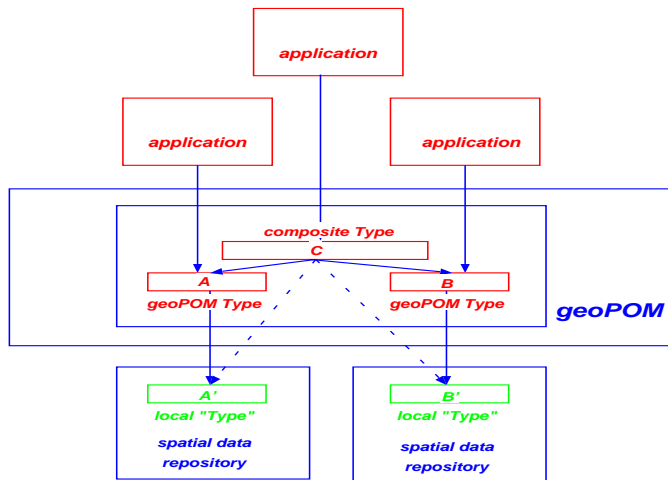 application
application
application
composite Type
C
A
B
geoPOM Type
geoPOM Type
geoPOM
A'
B'
local "Type"
local "Type"
spatial data
repository
spatial data
repository